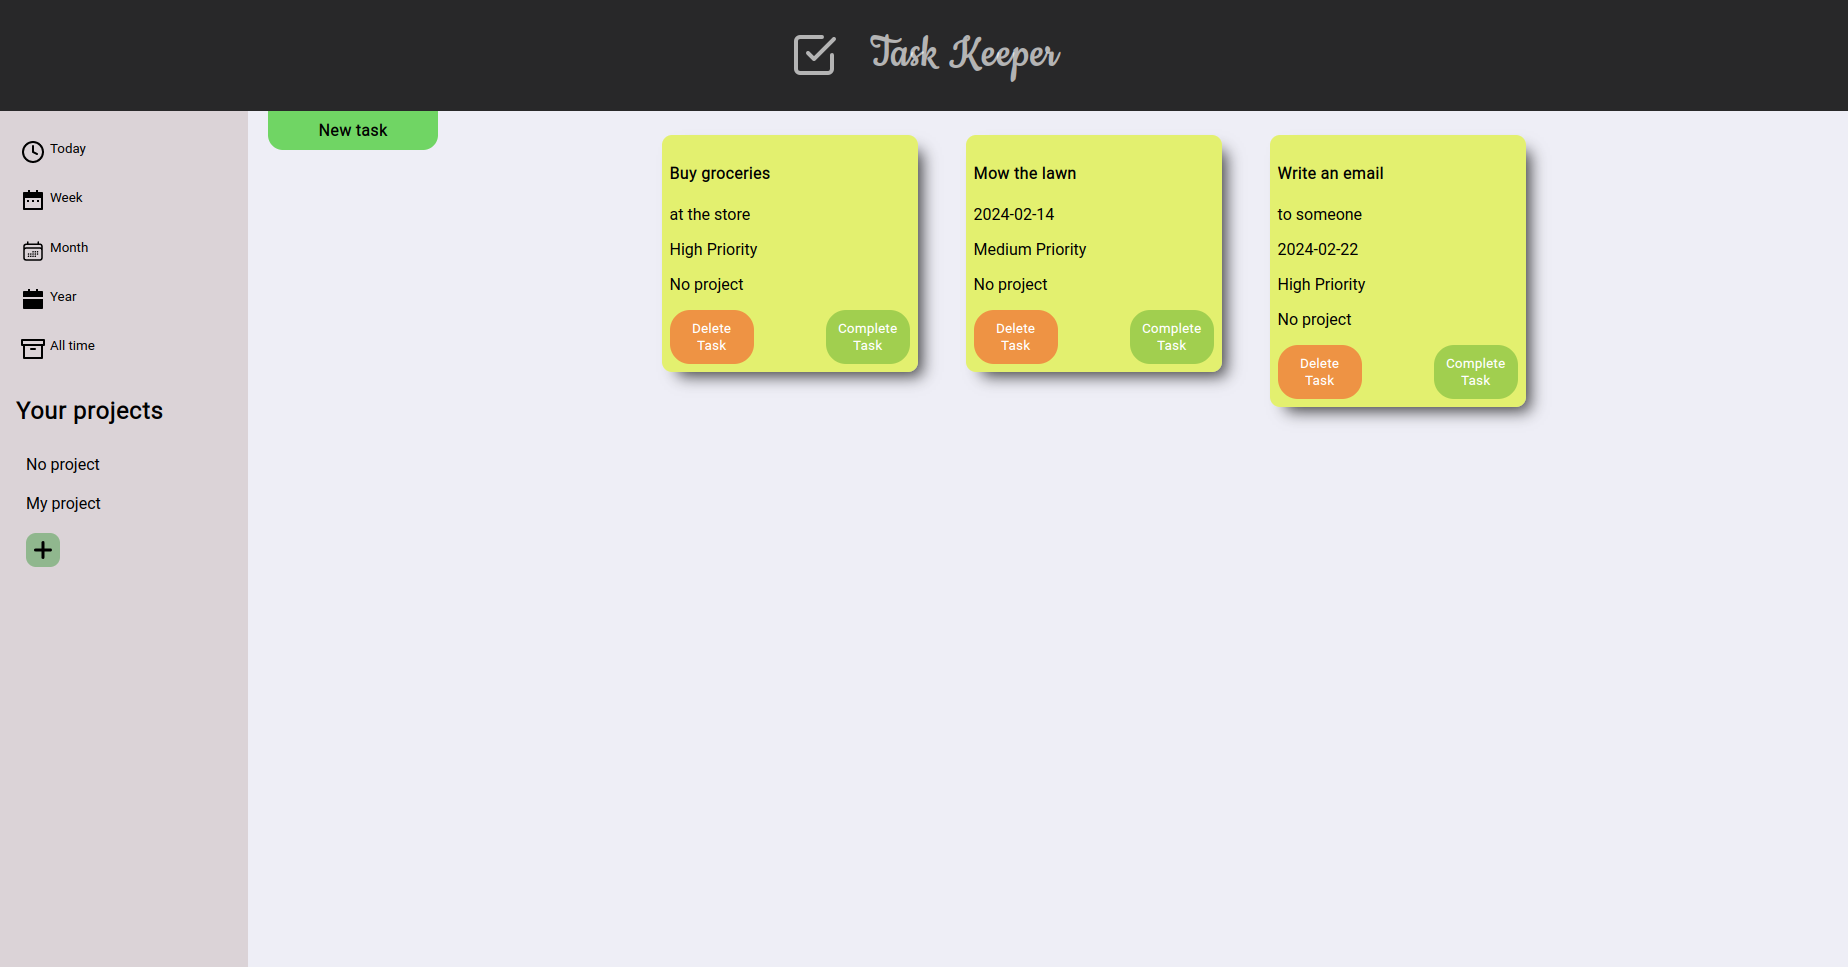 Task Keeper
Today
Week
Month
Year
All time
Your projects
No project
My project
New task
Buy groceries
at the store
High Priority
No project
Delete
Task
Complete
Task
Mow the lawn
2024-02-14
Medium Priority
No project
Delete
Task
Complete
Task
Write an email
to someone
2024-02-22
High Priority
No project
Delete
Task
Complete
Task